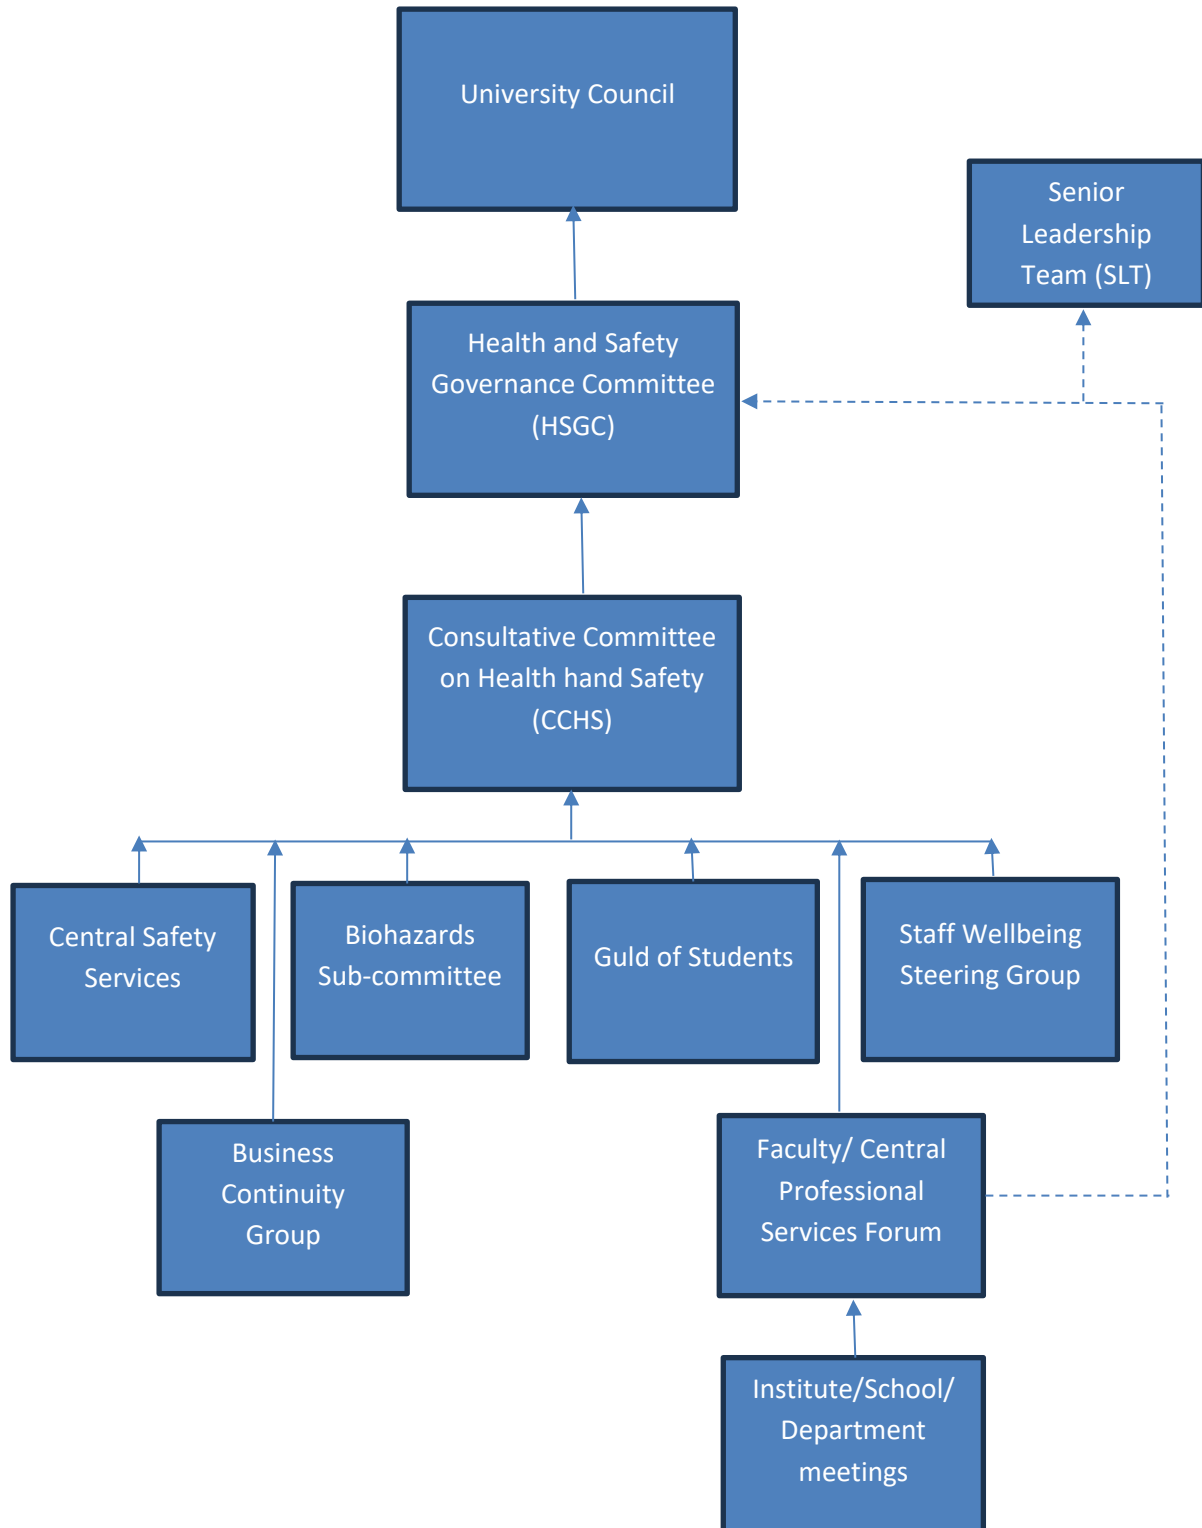 University Council
Senior
Leadership
Team (SLT)
Health and Safety
Governance Committee
(HSGC)
Consultative Committee
on Health hand Safety
(CCHS)
Central Safety
Services
Biohazards
Sub-committee
Guld of Students
Staff Wellbeing
Steering Group
Business
Continuity
Group
Faculty/ Central
Professional
Services Forum
Institute/School/
Department
meetings